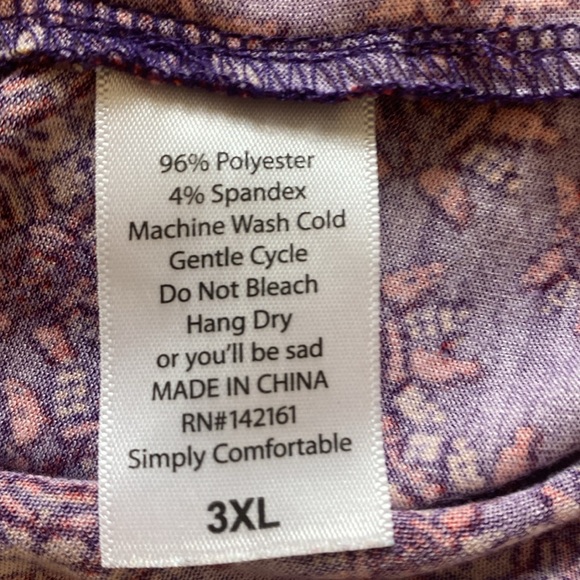 96% Polyester
4% Spandex
Machine Wash Cold
Gentle Cycle
Do Not Bleach
Hang Dry
or you'll be sad
MADE IN CHINA
RN#142161
Simply Comfortable
3XL